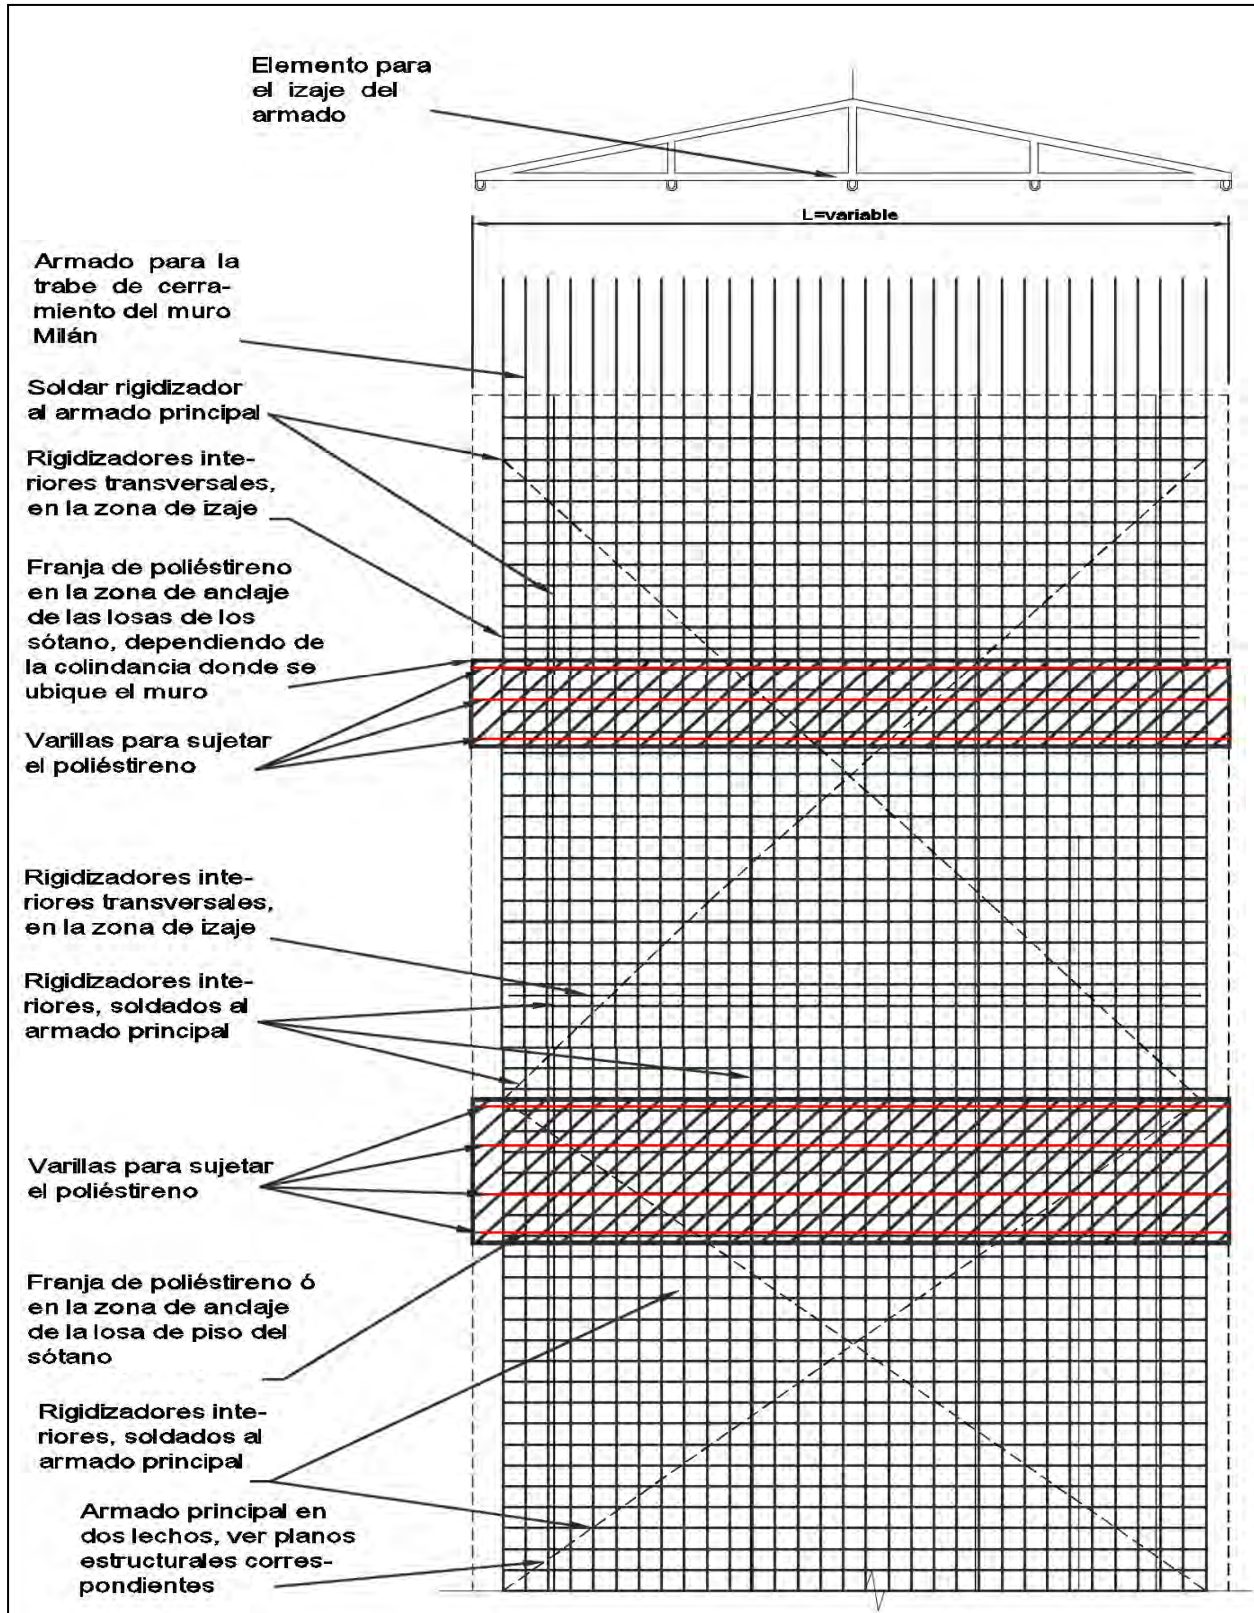 Elemento para
el izaje del
armado
L=variable
Armado para la
trabe de cerra-
miento del muro
Milán
Soldar rigidizador
al armado principal
Rigidizadores inte-
riores transversales,
en la zona de izaje
Franja de poliéstireno
en la zona de anclaje
de las losas de los
sótano, dependiendo de
la colindancia donde se
ubique el muro
Varillas para sujetar
el poliéstireno
Rigidizadores inte-
riores transversales,
en la zona de izaje
Rigidizadores inte-
riores, soldados al
armado principal
Varillas para sujetar
el poliéstireno
Franja de poliéstireno ó
en la zona de anclaje
de la losa de piso del
sótano
Rigidizadores inte-
riores, soldados al
armado principal
Armado principal en
dos lechos, ver planos
estructurales corres-
pondientes